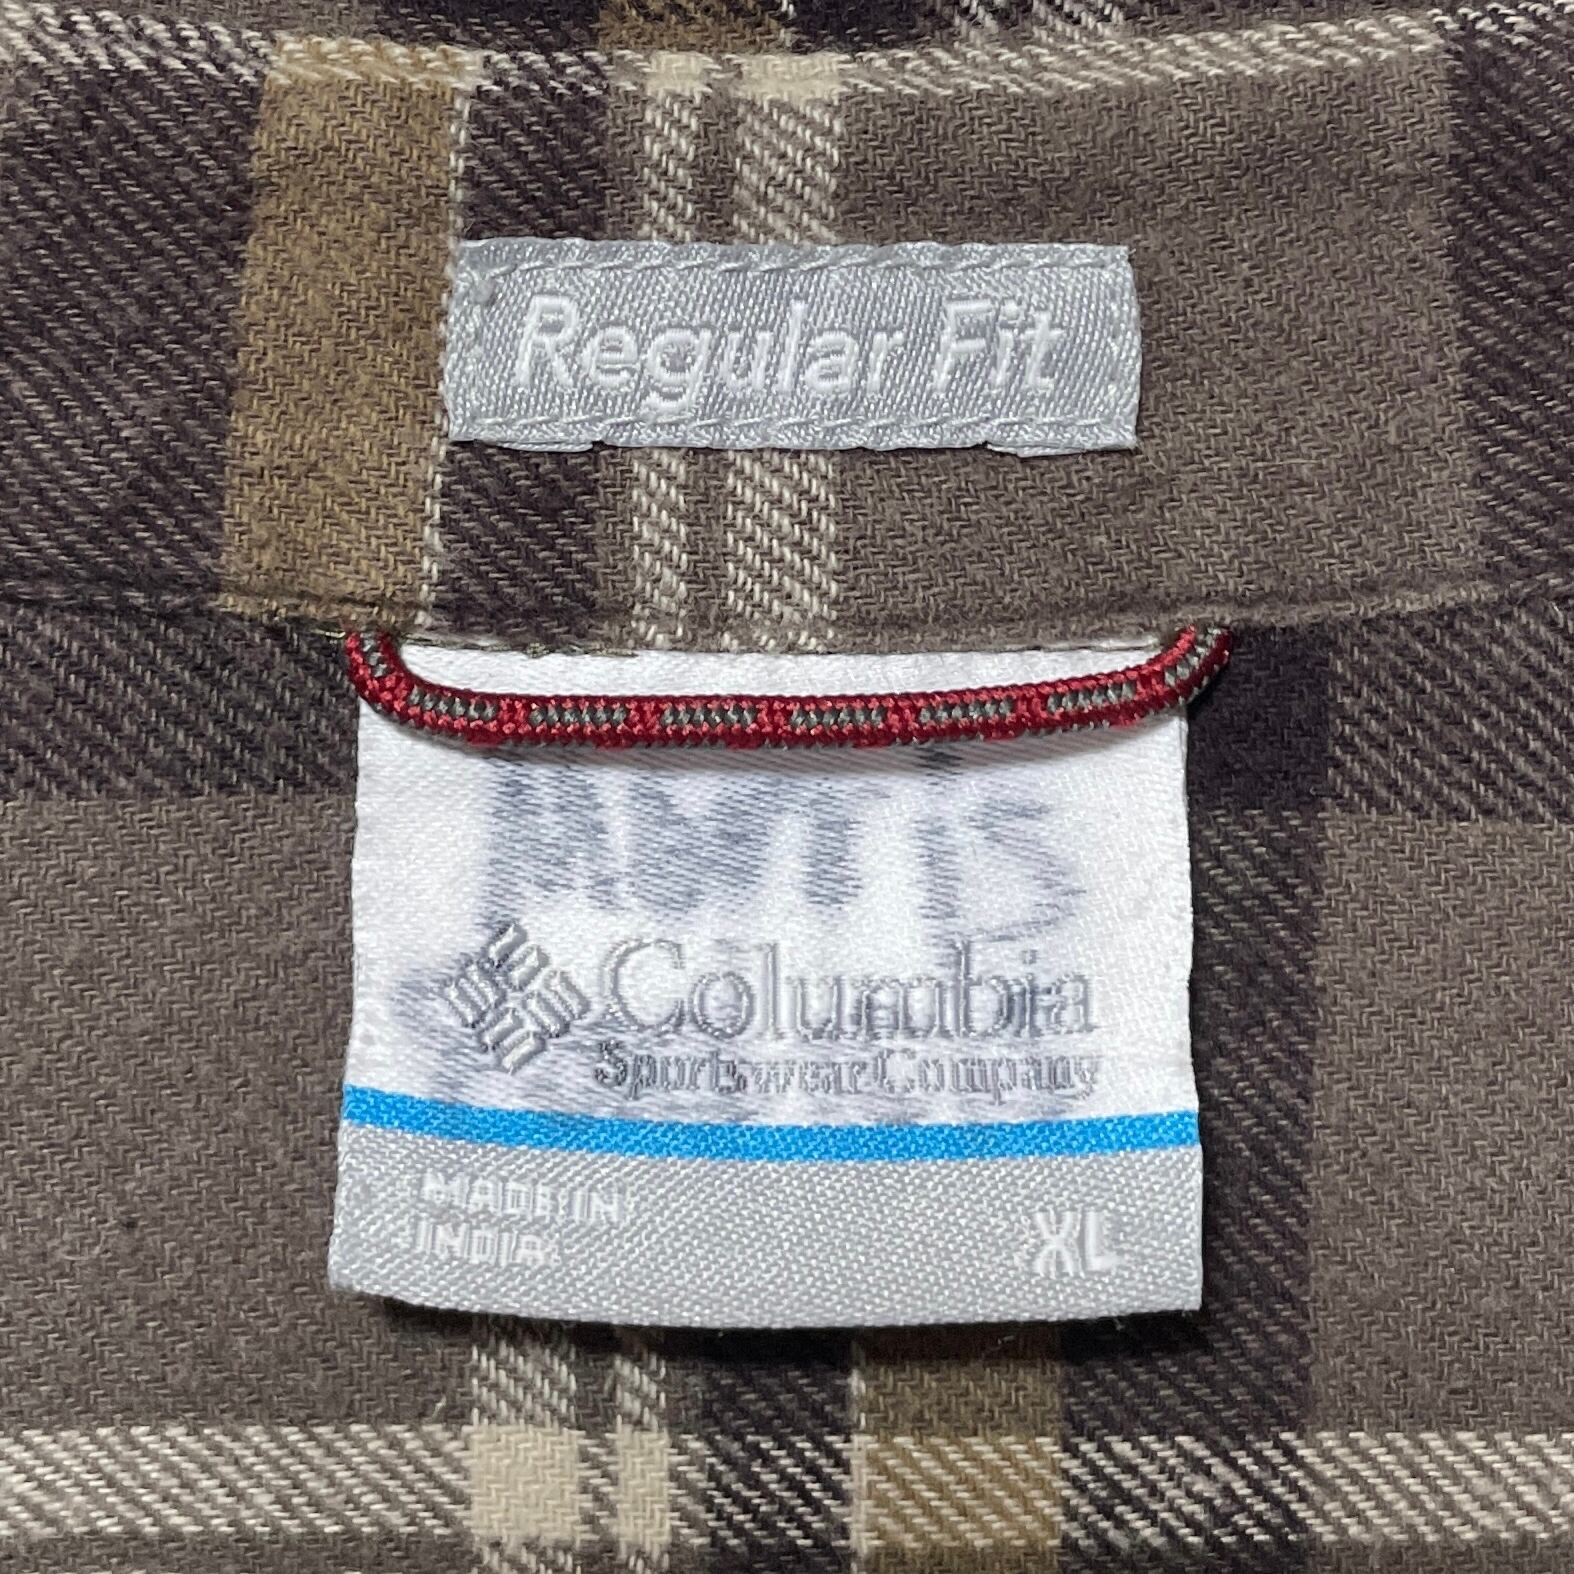 Regular Fit
Columbia
Sportswear Company
MADE IN
INDIA
XL